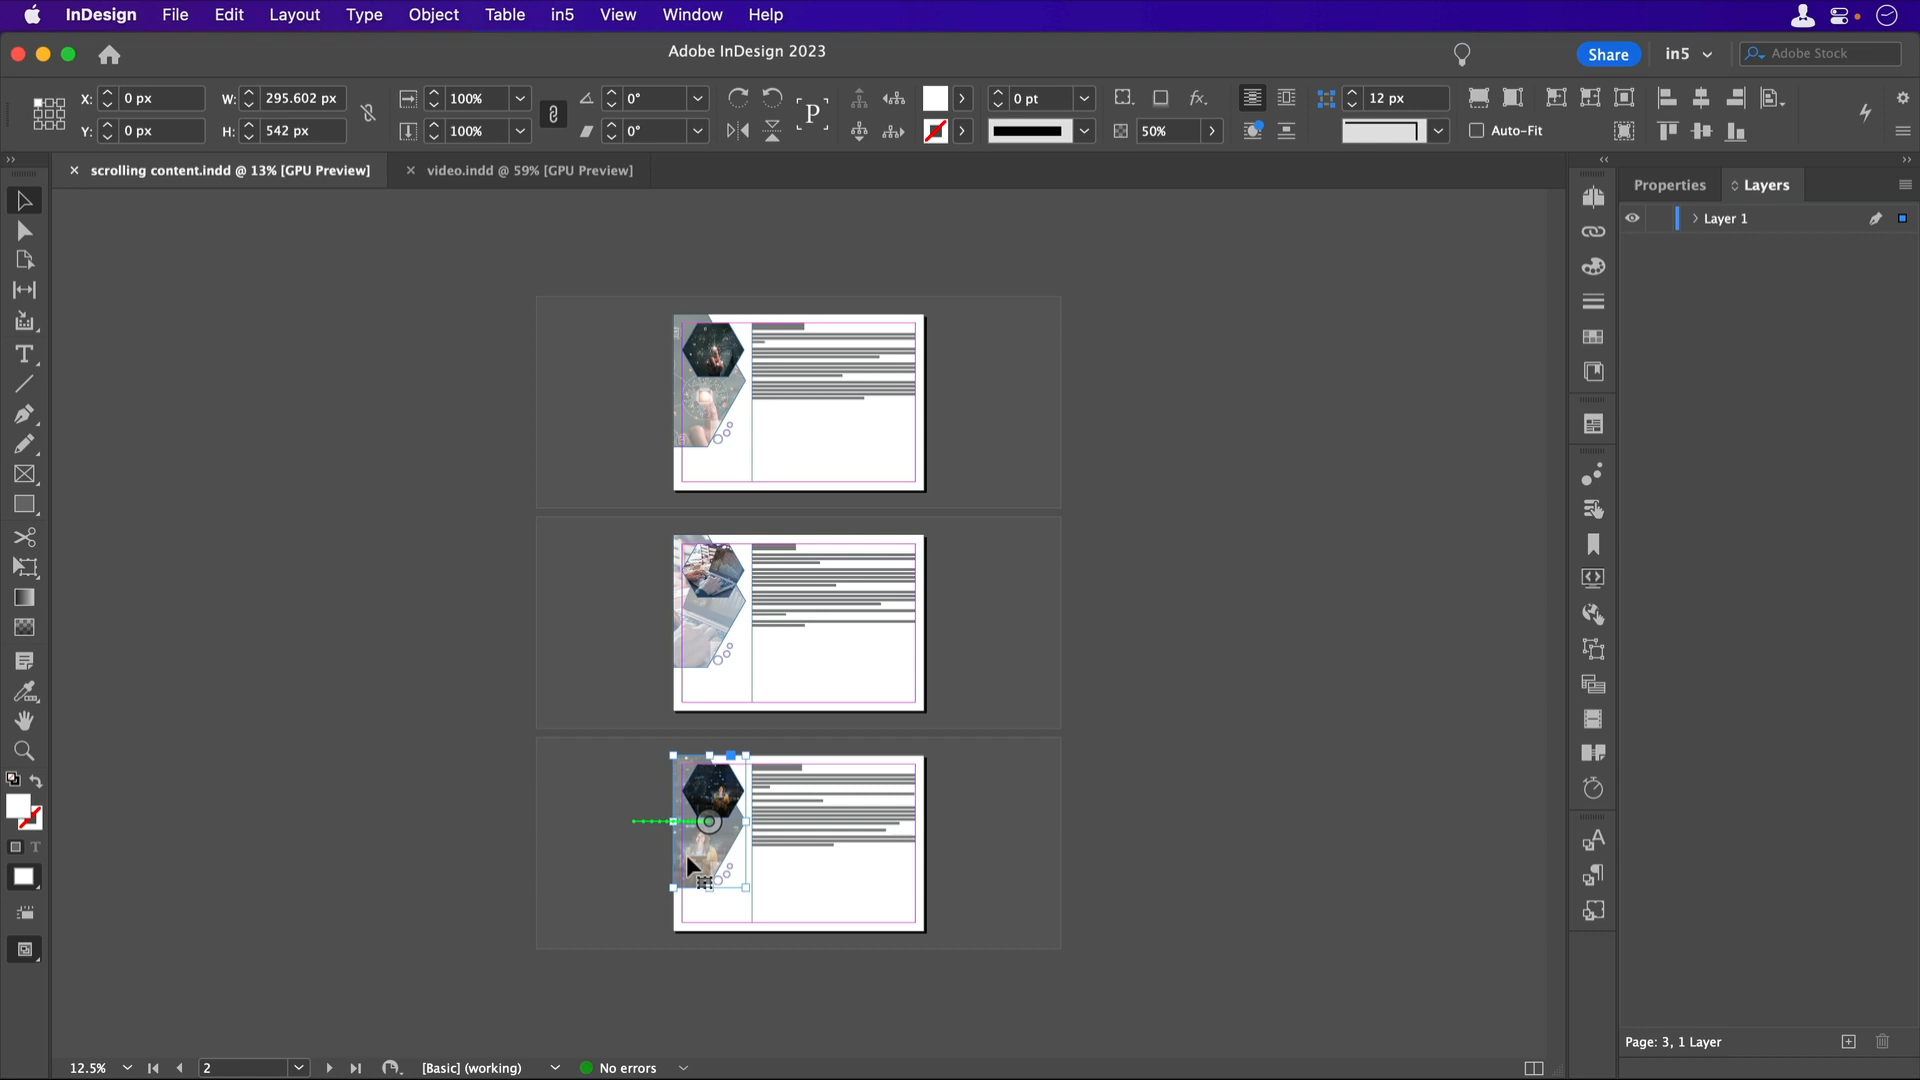 InDesign File Edit Layout Type Object Table in5 View Window Help
Adobe InDesign 2023
Share
in5
Adobe Stock
X: 0 px W: 295.602 px 100% 0° 0 pt 12 px
Y: 0 px H: 542 px 100% 0° P fx. 50% Auto-Fit
scrolling content.indd @ 13% [GPU Preview]
video.indd @ 59% [GPU Preview]
Properties
Layers
Layer 1
Page: 3, 1 Layer
12.5% 2 [Basic] (working) No errors